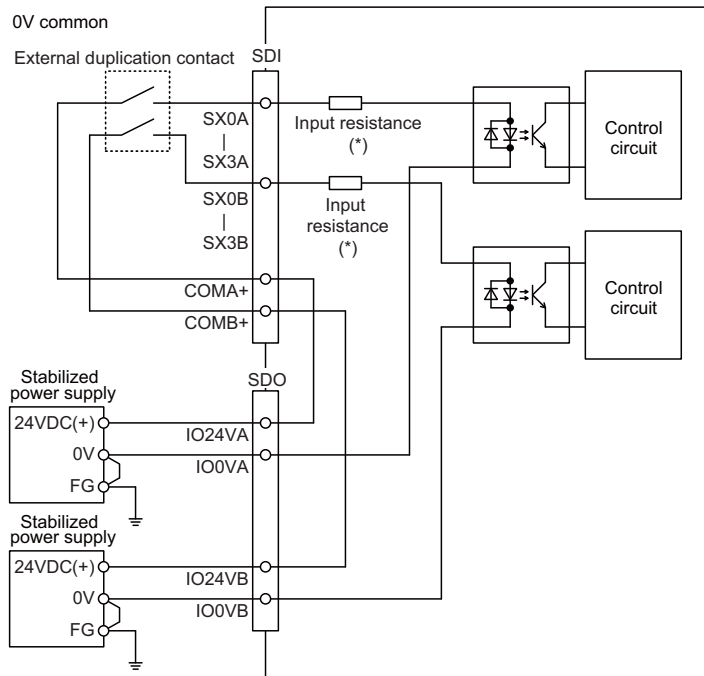 0V common
External duplication contact
SDI
SX0A
|
SX3A
Input resistance
(*)
Control
circuit
SX0B
|
SX3B
Input
resistance
(*)
COMA+
COMB+
Control
circuit
Stabilized
power supply
SDO
24VDC(+)
IO24VA
0V
IO0VA
FG
Stabilized
power supply
24VDC(+)
IO24VB
0V
IO0VB
FG